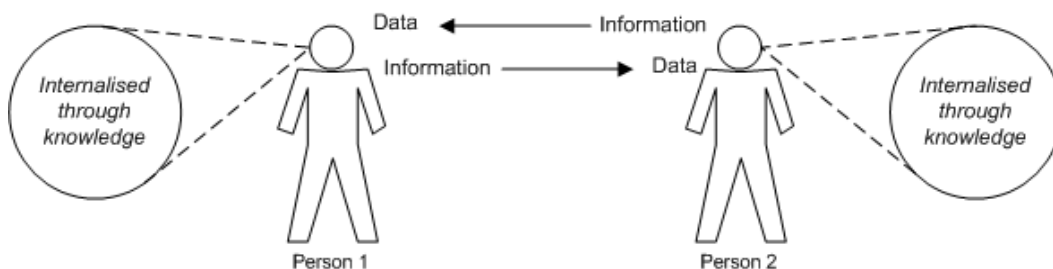 Data
Information
Information
Data
Internalised
through
knowledge
Internalised
through
knowledge
Person 1
Person 2